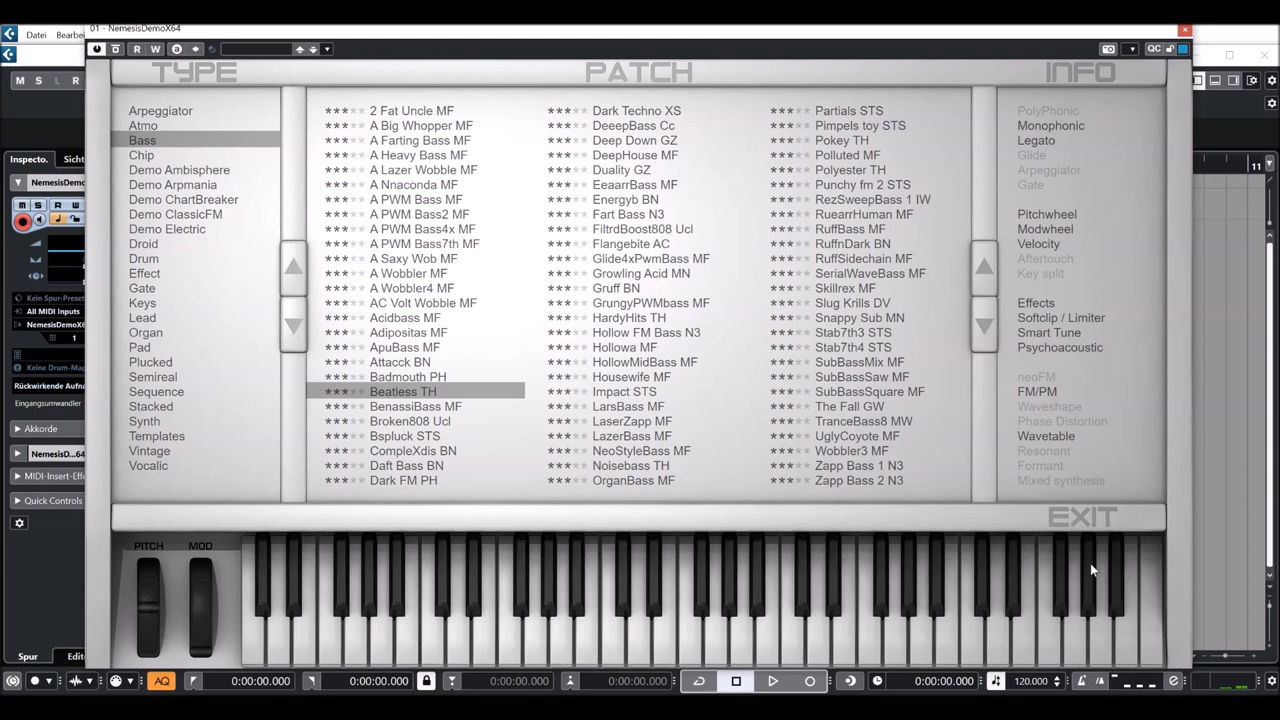 01 - NemesisDemoX64
Datei Bearbei
R W
QC
M S L R
TYPE
PATCH
INFO
Arpeggiator
Atmo
Bass
Chip
Demo Ambisphere
Demo Arpmania
Demo ChartBreaker
Demo ClassicFM
Demo Electric
Droid
Drum
Effect
Gate
Keys
Lead
Organ
Pad
Plucked
Semireal
Sequence
Stacked
Synth
Templates
Vintage
Vocalic
***** 2 Fat Uncle MF
***** A Big Whopper MF
***** A Farting Bass MF
***** A Heavy Bass MF
***** A Lazer Wobble MF
***** A Nnaconda MF
***** A PWM Bass MF
***** A PWM Bass2 MF
***** A PWM Bass4x MF
***** A PWM Bass7th MF
***** A Saxy Wob MF
***** A Wobbler MF
***** A Wobbler4 MF
***** AC Volt Wobble MF
***** Acidbass MF
***** Adipositas MF
***** ApuBass MF
***** Attacck BN
***** Badmouth PH
***** Beatless TH
***** BenassiBass MF
***** Broken808 Ucl
***** Bspluck STS
***** CompleXdis BN
***** Daft Bass BN
***** Dark FM PH
***** Dark Techno XS
***** DeeepBass Cc
***** Deep Down GZ
***** DeepHouse MF
***** Duality GZ
***** EeaarrBass MF
***** Energyb BN
***** Fart Bass N3
***** FiltrdBoost808 Ucl
***** Flangebite AC
***** Glide4xPwmBass MF
***** Growling Acid MN
***** Gruff BN
***** GrungyPWMbass MF
***** HardyHits TH
***** Hollow FM Bass N3
***** Hollowa MF
***** HollowMidBass MF
***** Housewife MF
***** Impact STS
***** LarsBass MF
***** LaserZapp MF
***** LazerBass MF
***** NeoStyleBass MF
***** Noisebass TH
***** OrganBass MF
***** Partials STS
***** Pimpels toy STS
***** Pokey TH
***** Polluted MF
***** Polyester TH
***** Punchy fm 2 STS
***** RezSweepBass 1 IW
***** RuearrHuman MF
***** RuffBass MF
***** RuffnDark BN
***** RuffSidechain MF
***** SerialWaveBass MF
***** Skillrex MF
***** Slug Krills DV
***** Snappy Sub MN
***** Stab7th3 STS
***** Stab7th4 STS
***** SubBassMix MF
***** SubBassSaw MF
***** SubBassSquare MF
***** The Fall GW
***** TranceBass8 MW
***** UglyCoyote MF
***** Wobbler3 MF
***** Zapp Bass 1 N3
***** Zapp Bass 2 N3
PolyPhonic
Monophonic
Legato
Glide
Arpeggiator
Gate
Pitchwheel
Modwheel
Velocity
Aftertouch
Key split
Effects
Softclip / Limiter
Smart Tune
Psychoacoustic
neoFM
FM/PM
Waveshape
Phase Distortion
Wavetable
Resonant
Formant
Mixed synthesis
EXIT
PITCH MOD
Inspecto. Sicht
NemesisDemo
M S R W
Kein Spur-Preset
All MIDI Inputs
NemesisDemoX6
1
Keine Drum-Map
Rückwirkende Aufna
Eingangsumwandler
Akkorde
NemesisD...64
MIDI-Insert-Effe
Quick Controls
11
Spur Edito
AQ 0:00:00.000 0:00:00.000 0:00:00.000 0:00:00.000 0:00:00.000 120.000